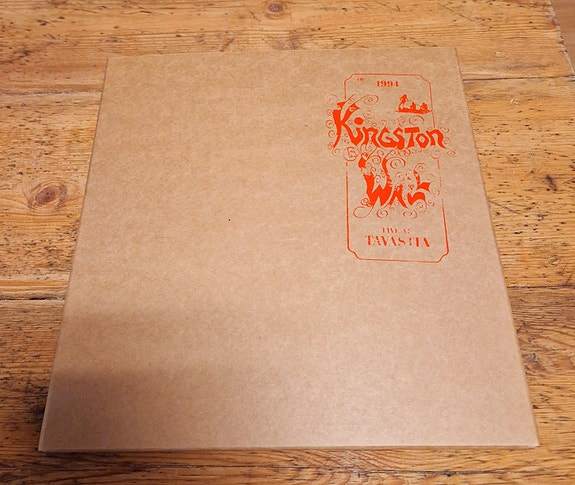 1994
Kingston
Wall
LIVE AT
TAVASTIA